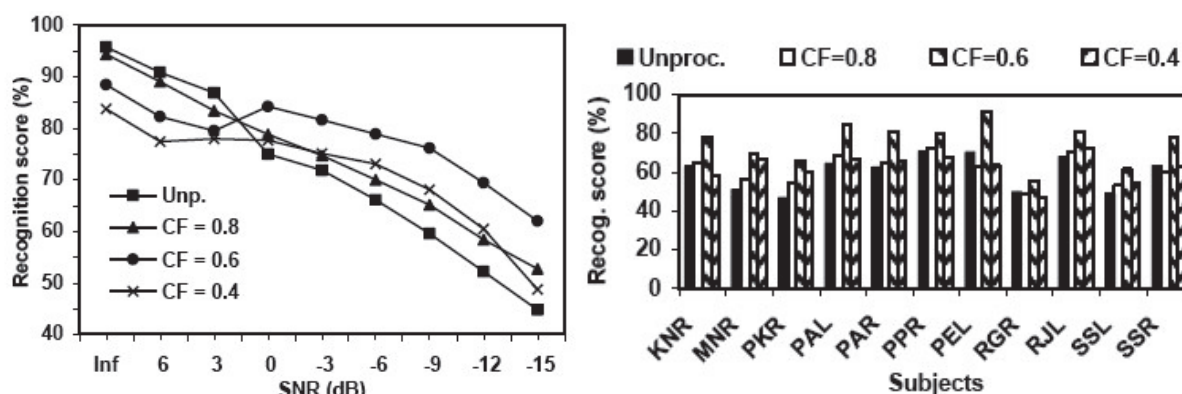 100
90
80
70
60
50
40
Recognition score (%)
Unp.
CF = 0.8
CF = 0.6
CF = 0.4
Inf 6 3 0 -3 -6 -9 -12 -15
SNR (dB)
Unproc. CF=0.8 CF=0.6 CF=0.4
100
80
60
40
20
0
Recog. score (%)
KNR MNR PKR PAL PAR PPR PEL RGR RJL SSL SSR
Subjects